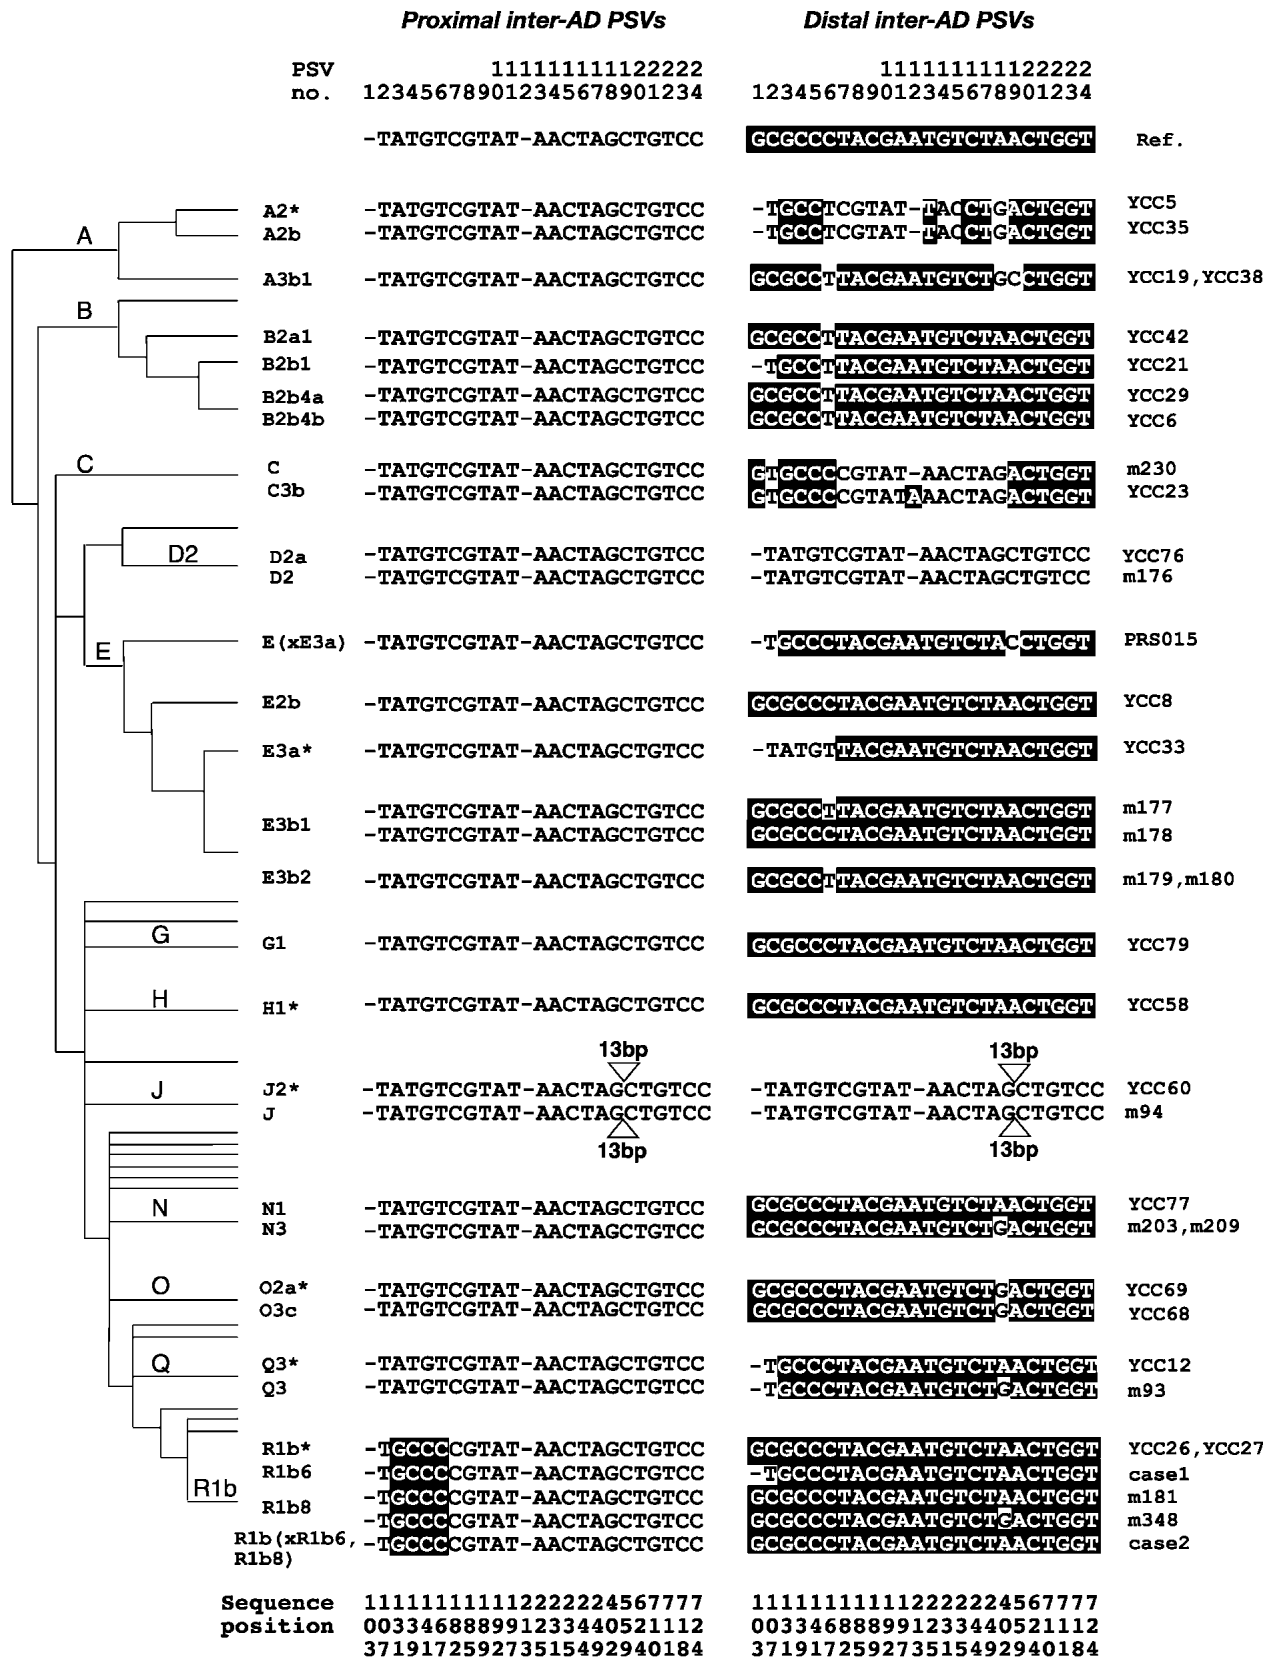 Proximal inter-AD PSVs Distal inter-AD PSVs
PSV 111111111122222 111111111122222
no. 123456789012345678901234 123456789012345678901234
-TATGTCGTAT-AACTAGCTGTCC GCGCCCTACGAATGTCTAACTGGT Ref.
A2* -TATGTCGTAT-AACTAGCTGTCC -TGCCTCGTAT-TACCTGACTGGT YCC5
A A2b -TATGTCGTAT-AACTAGCTGTCC -TGCCTCGTAT-TACCTGACTGGT YCC35
A3b1 -TATGTCGTAT-AACTAGCTGTCC GCGCCTTACGAATGTCTGCCTGGT YCC19,YCC38
B
B2a1 -TATGTCGTAT-AACTAGCTGTCC GCGCCTTACGAATGTCTAACTGGT YCC42
B2b1 -TATGTCGTAT-AACTAGCTGTCC -TGCCTTACGAATGTCTAACTGGT YCC21
B2b4a -TATGTCGTAT-AACTAGCTGTCC GCGCCTTACGAATGTCTAACTGGT YCC29
B2b4b -TATGTCGTAT-AACTAGCTGTCC GCGCCTTACGAATGTCTAACTGGT YCC6
C C -TATGTCGTAT-AACTAGCTGTCC GTGCCCCGTAT-AACTAGACTGGT m230
C3b -TATGTCGTAT-AACTAGCTGTCC GTGCCCCGTATAAACTAGACTGGT YCC23
D2 D2a -TATGTCGTAT-AACTAGCTGTCC -TATGTCGTAT-AACTAGCTGTCC YCC76
D2 -TATGTCGTAT-AACTAGCTGTCC -TATGTCGTAT-AACTAGCTGTCC m176
E E(xE3a) -TATGTCGTAT-AACTAGCTGTCC -TGCCCTACGAATGTCTACCTGGT PRS015
E2b -TATGTCGTAT-AACTAGCTGTCC GCGCCCTACGAATGTCTAACTGGT YCC8
E3a* -TATGTCGTAT-AACTAGCTGTCC -TATGTTACGAATGTCTAACTGGT YCC33
-TATGTCGTAT-AACTAGCTGTCC GCGCCTTACGAATGTCTAACTGGT m177
E3b1
-TATGTCGTAT-AACTAGCTGTCC GCGCCCTACGAATGTCTAACTGGT m178
E3b2 -TATGTCGTAT-AACTAGCTGTCC GCGCCTTACGAATGTCTAACTGGT m179,m180
G G1 -TATGTCGTAT-AACTAGCTGTCC GCGCCCTACGAATGTCTAACTGGT YCC79
H H1* -TATGTCGTAT-AACTAGCTGTCC GCGCCCTACGAATGTCTAACTGGT YCC58
13bp 13bp
J J2* -TATGTCGTAT-AACTAGCTGTCC -TATGTCGTAT-AACTAGCTGTCC YCC60
J -TATGTCGTAT-AACTAGCTGTCC -TATGTCGTAT-AACTAGCTGTCC m94
13bp 13bp
N N1 -TATGTCGTAT-AACTAGCTGTCC GCGCCCTACGAATGTCTAACTGGT YCC77
N3 -TATGTCGTAT-AACTAGCTGTCC GCGCCCTACGAATGTCTGACTGGT m203,m209
O O2a* -TATGTCGTAT-AACTAGCTGTCC GCGCCCTACGAATGTCTGACTGGT YCC69
O3c -TATGTCGTAT-AACTAGCTGTCC GCGCCCTACGAATGTCTGACTGGT YCC68
Q Q3* -TATGTCGTAT-AACTAGCTGTCC -TGCCCTACGAATGTCTAACTGGT YCC12
Q3 -TATGTCGTAT-AACTAGCTGTCC -TGCCCTACGAATGTCTGACTGGT m93
R1b* -TGCCCCGTAT-AACTAGCTGTCC GCGCCCTACGAATGTCTAACTGGT YCC26,YCC27
R1b6 -TGCCCCGTAT-AACTAGCTGTCC -TGCCCTACGAATGTCTAACTGGT case1
R1b R1b8 -TGCCCCGTAT-AACTAGCTGTCC GCGCCCTACGAATGTCTAACTGGT m181
-TGCCCCGTAT-AACTAGCTGTCC GCGCCCTACGAATGTCTGACTGGT m348
R1b(xR1b6, -TGCCCCGTAT-AACTAGCTGTCC GCGCCCTACGAATGTCTAACTGGT case2
R1b8)
Sequence 111111111112222224567777 111111111112222224567777
position 003346888991233440521112 003346888991233440521112
371917259273515492940184 371917259273515492940184